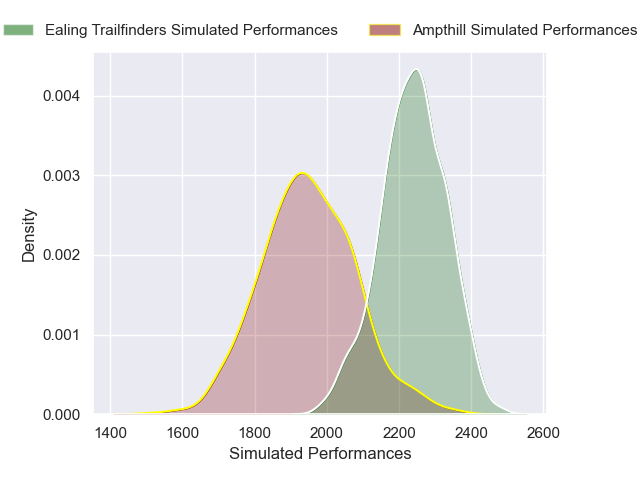 Ealing Trailfinders Simulated Performances
Ampthill Simulated Performances
0.004
0.003
0.002
0.001
0.000
Density
1400 1600 1800 2000 2200 2400 2600
Simulated Performances